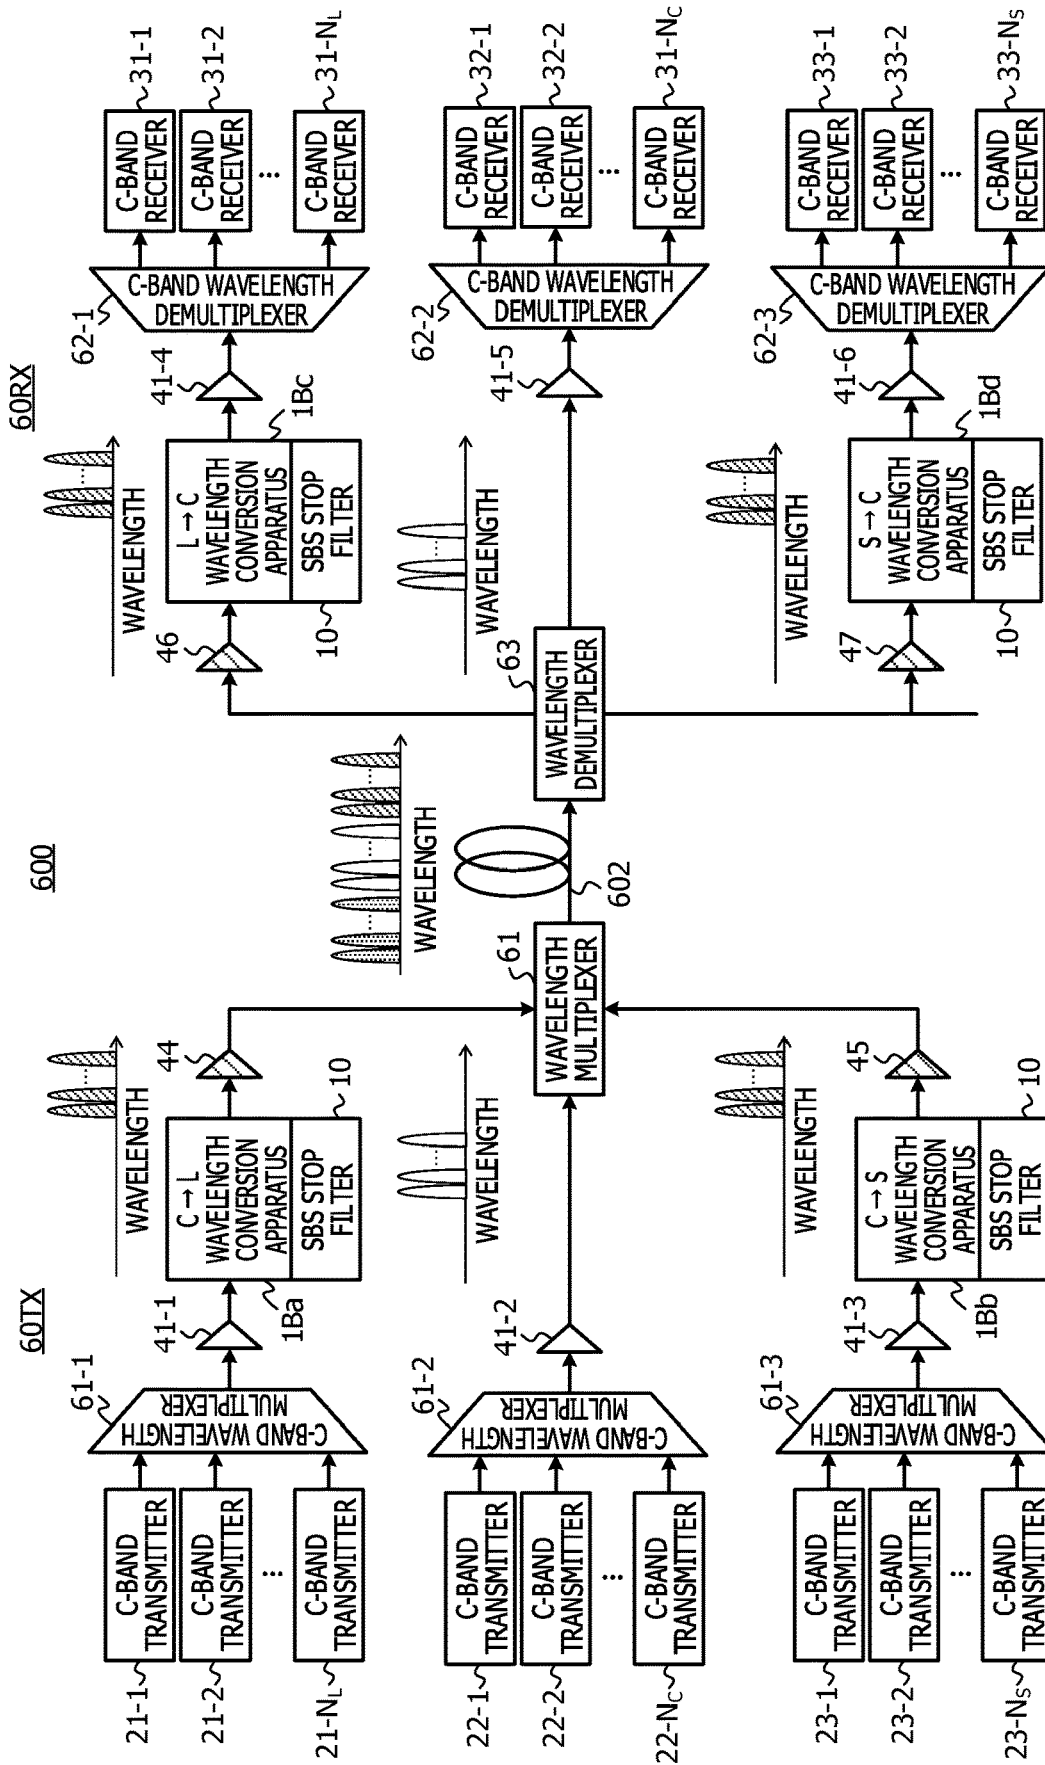 600
60TX
60RX
21-1
C-BAND
TRANSMITTER
21-2
C-BAND
TRANSMITTER
...
21-NL
C-BAND
TRANSMITTER
61-1
C-BAND WAVELENGTH
MULTIPLEXER
41-1
1Ba
C→L
WAVELENGTH
CONVERSION
APPARATUS
SBS STOP
FILTER
10
WAVELENGTH
44
22-1
C-BAND
TRANSMITTER
22-2
C-BAND
TRANSMITTER
...
22-NC
C-BAND
TRANSMITTER
61-2
C-BAND WAVELENGTH
MULTIPLEXER
41-2
WAVELENGTH
23-1
C-BAND
TRANSMITTER
23-2
C-BAND
TRANSMITTER
...
23-NS
C-BAND
TRANSMITTER
61-3
C-BAND WAVELENGTH
MULTIPLEXER
41-3
1Bb
C→S
WAVELENGTH
CONVERSION
APPARATUS
SBS STOP
FILTER
10
WAVELENGTH
45
61
WAVELENGTH
MULTIPLEXER
WAVELENGTH
602
63
WAVELENGTH
DEMULTIPLEXER
46
WAVELENGTH
L→C
WAVELENGTH
CONVERSION
APPARATUS
SBS STOP
FILTER
10
1Bc
41-4
62-1
C-BAND WAVELENGTH
DEMULTIPLEXER
C-BAND
RECEIVER
31-1
C-BAND
RECEIVER
31-2
...
C-BAND
RECEIVER
31-NL
WAVELENGTH
41-5
62-2
C-BAND WAVELENGTH
DEMULTIPLEXER
C-BAND
RECEIVER
32-1
C-BAND
RECEIVER
32-2
...
C-BAND
RECEIVER
31-NC
47
WAVELENGTH
S→C
WAVELENGTH
CONVERSION
APPARATUS
SBS STOP
FILTER
10
1Bd
41-6
62-3
C-BAND WAVELENGTH
DEMULTIPLEXER
C-BAND
RECEIVER
33-1
C-BAND
RECEIVER
33-2
...
C-BAND
RECEIVER
33-NS